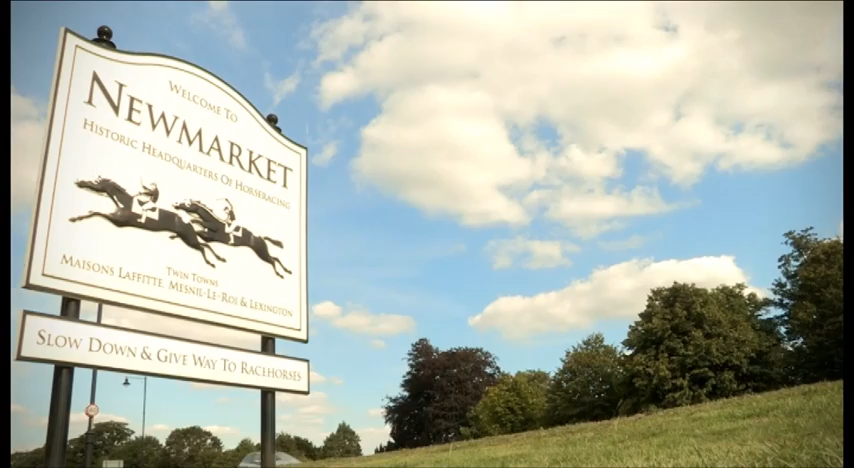 Welcome To
Newmarket
Historic Headquarters Of Horseracing
Twin Towns
Maisons Laffitte, Mesnil-Le-Roi & Lexington
Slow Down & Give Way To Racehorses